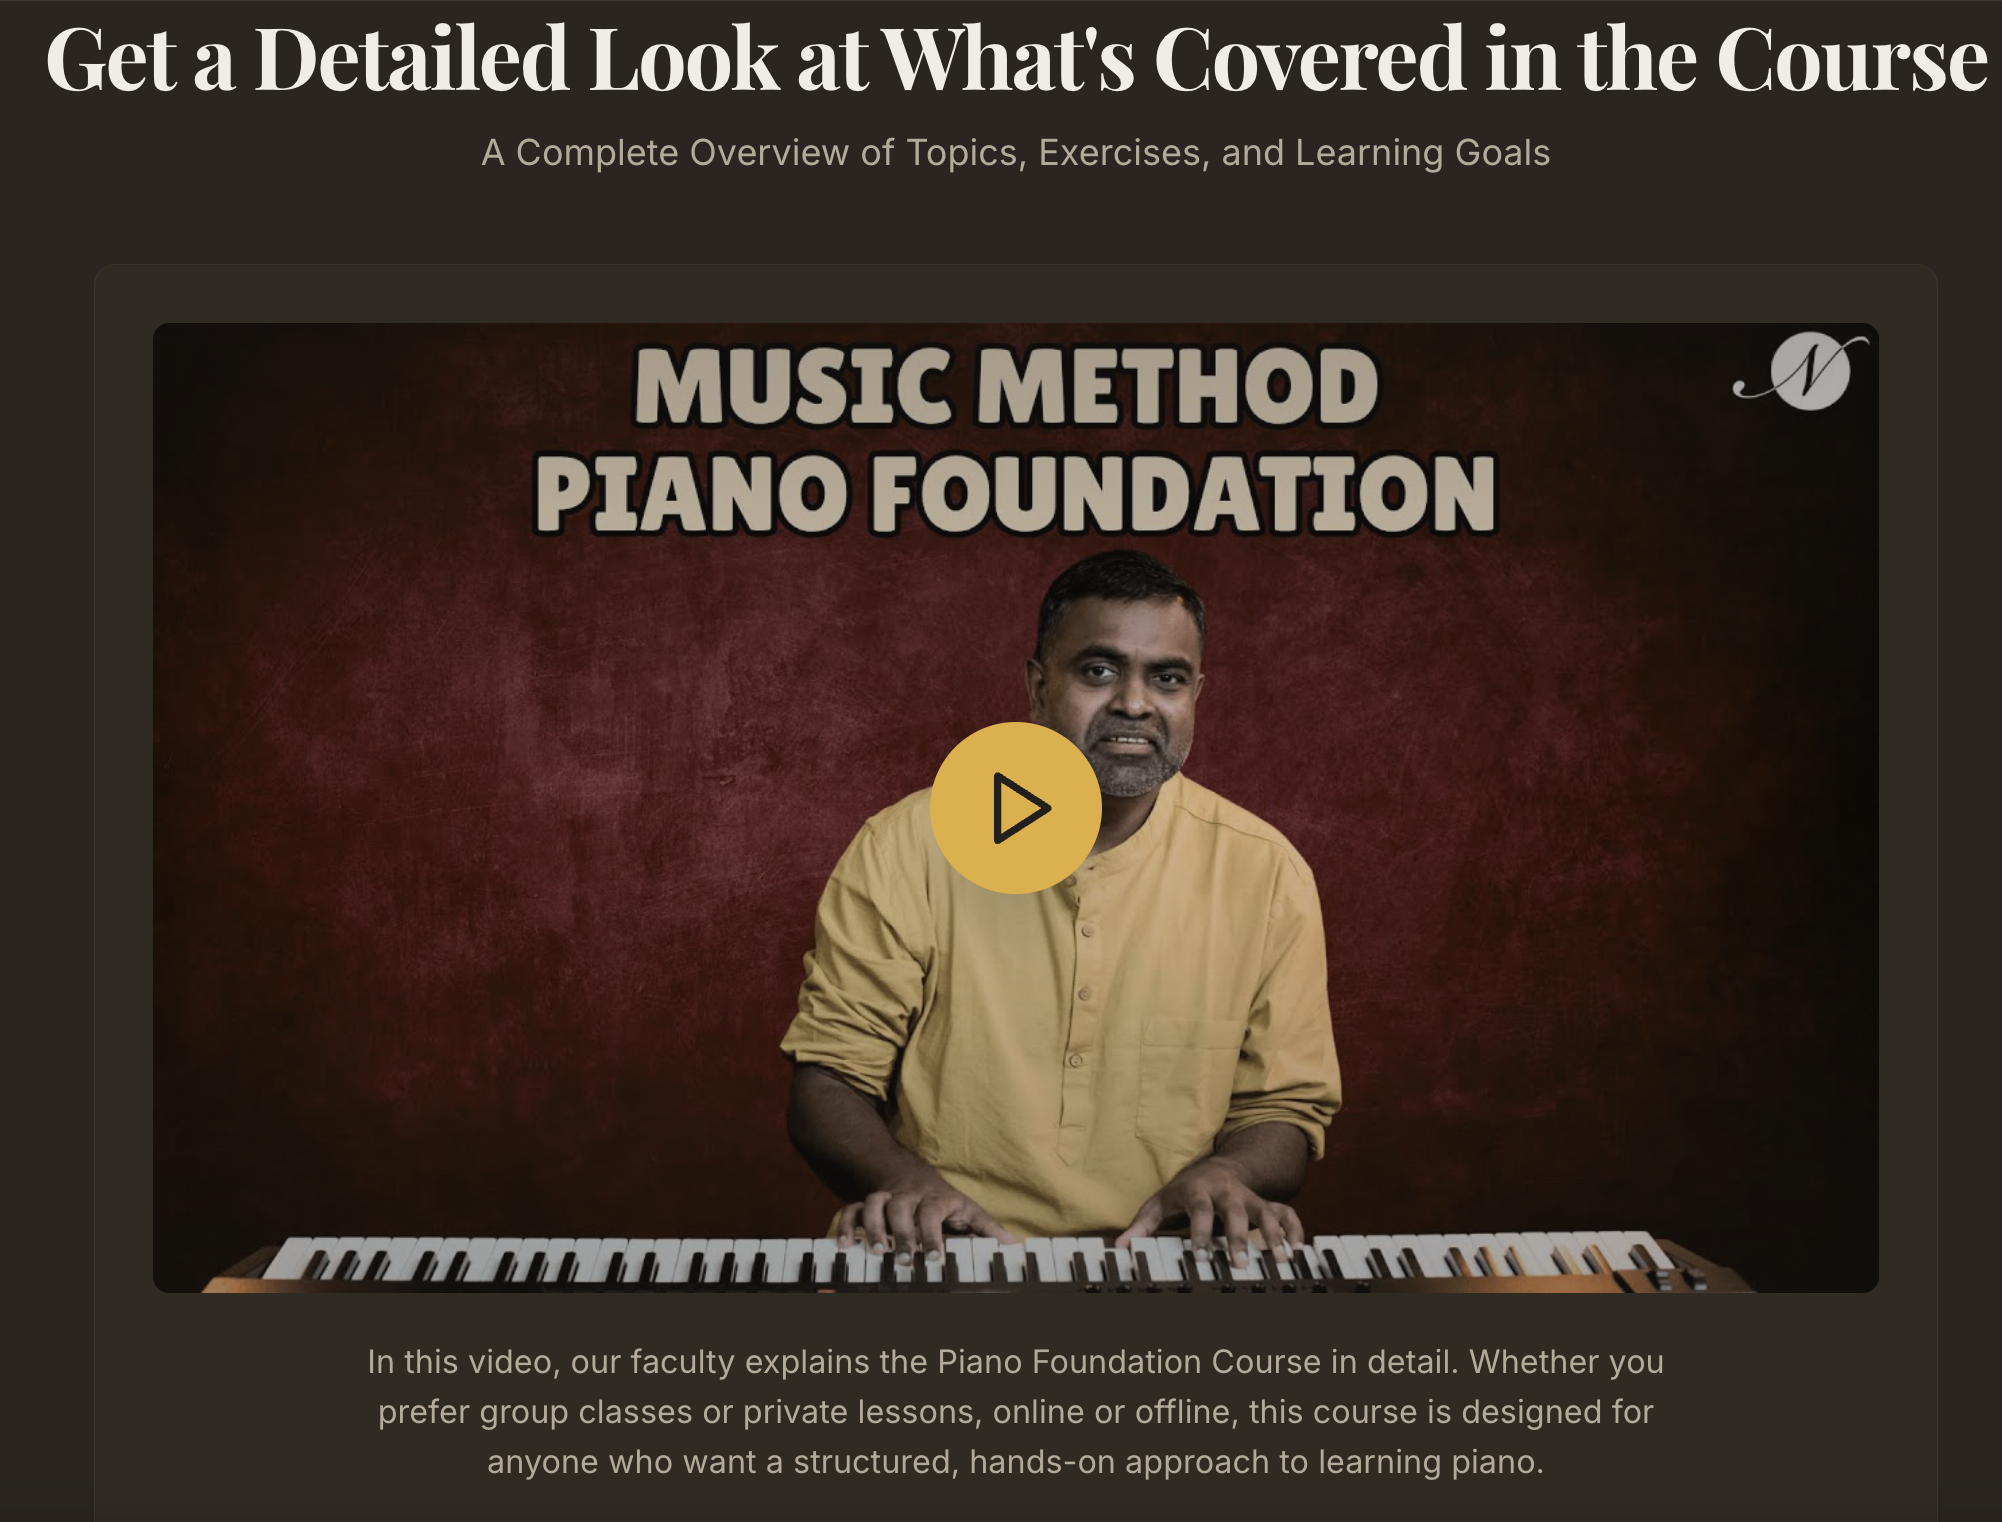 Get a Detailed Look at What's Covered in the Course
A Complete Overview of Topics, Exercises, and Learning Goals
MUSIC METHOD
PIANO FOUNDATION
N
In this video, our faculty explains the Piano Foundation Course in detail. Whether you
prefer group classes or private lessons, online or offline, this course is designed for
anyone who want a structured, hands-on approach to learning piano.